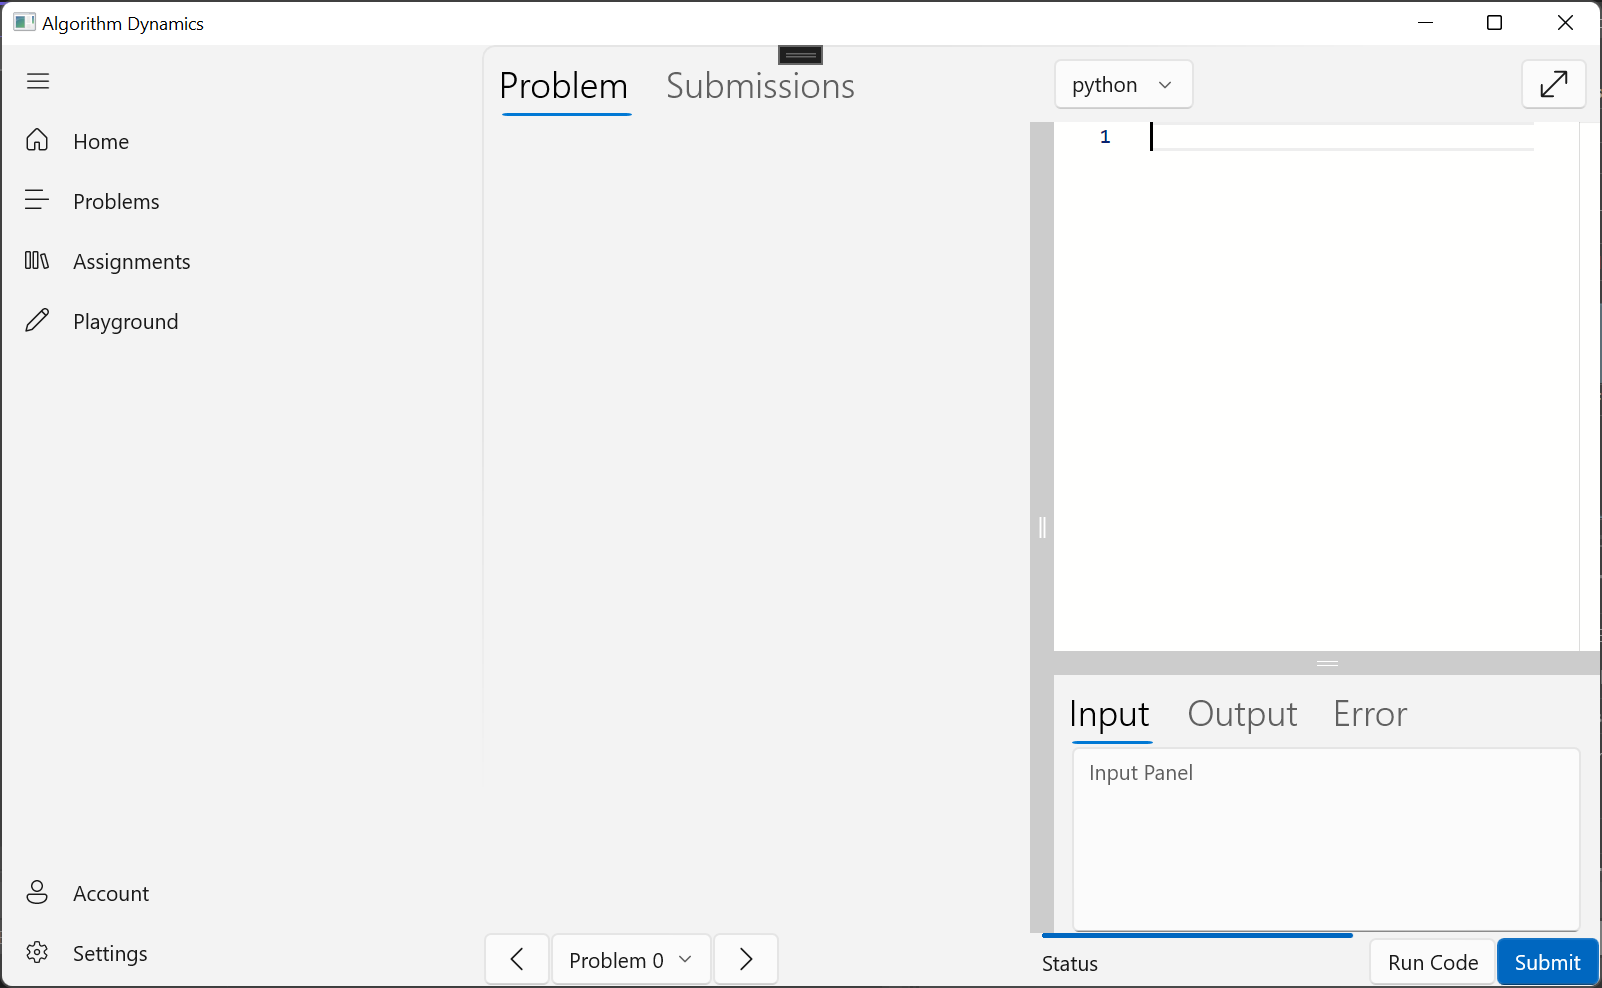 Algorithm Dynamics
Home
Problems
Assignments
Playground
Account
Settings
Problem Submissions
Problem 0
python
1
Input Output Error
Input Panel
Status
Run Code
Submit